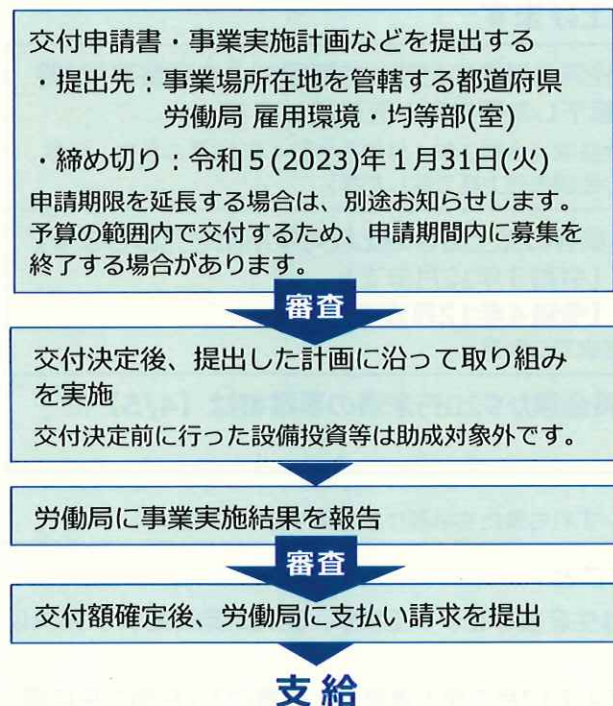 交付申請書・事業実施計画などを提出する
・提出先：事業場所在地を管轄する都道府県
労働局 雇用環境・均等部(室)
・締め切り：令和５(2023)年１月31日(火)
申請期限を延長する場合は、別途お知らせします。
予算の範囲内で交付するため、申請期間内に募集を
終了する場合があります。
審査
交付決定後、提出した計画に沿って取り組み
を実施
交付決定前に行った設備投資等は助成対象外です。
労働局に事業実施結果を報告
審査
交付額確定後、労働局に支払い請求を提出
支給